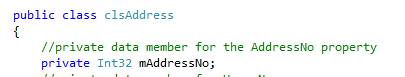 public class clsAddress
{
//private data member for the AddressNo property
private Int32 mAddressNo;